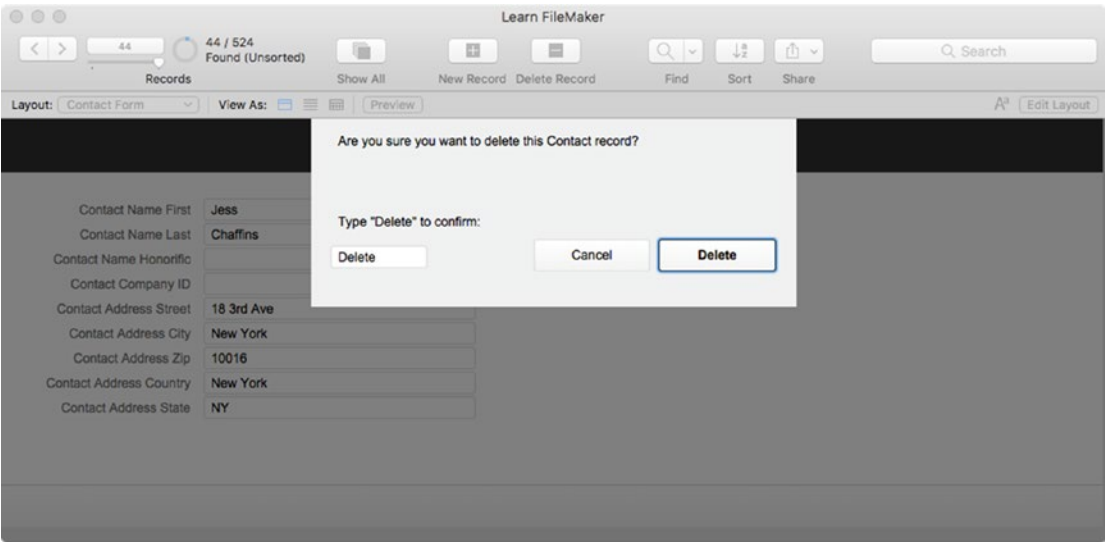 Learn FileMaker
44
44 / 524
Found (Unsorted)
Records
Show All
New Record
Delete Record
Find
Sort
Share
Search
Layout: Contact Form
View As:
Preview
Aª
Edit Layout
Are you sure you want to delete this Contact record?
Type "Delete" to confirm:
Delete
Cancel
Delete
Contact Name First Jess
Contact Name Last Chaffins
Contact Name Honorific
Contact Company ID
Contact Address Street 18 3rd Ave
Contact Address City New York
Contact Address Zip 10016
Contact Address Country New York
Contact Address State NY